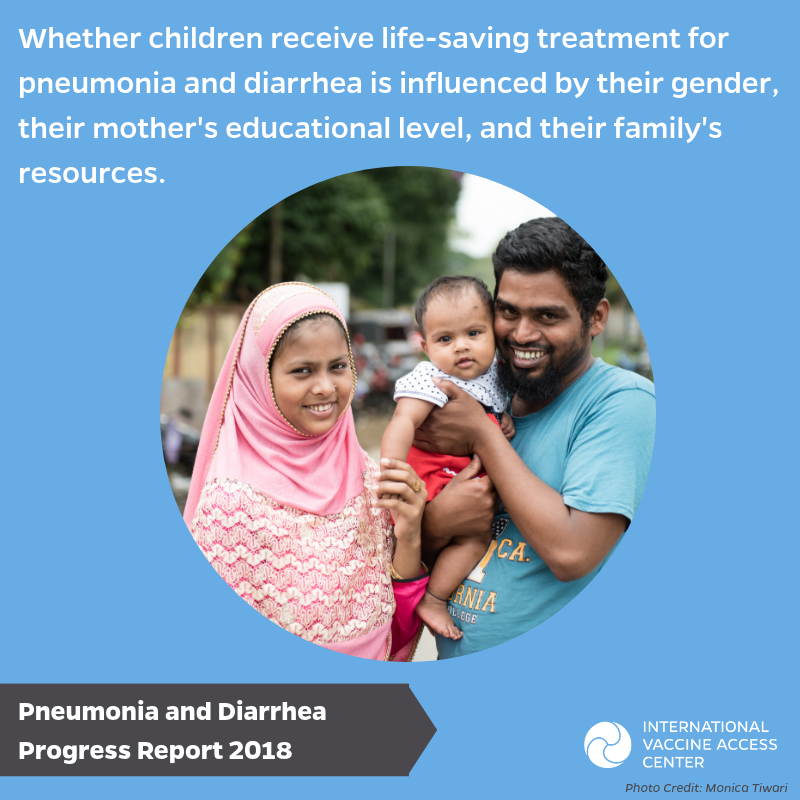 Whether children receive life-saving treatment for
pneumonia and diarrhea is influenced by their gender,
their mother's educational level, and their family's
resources.
CA.
RNIA
Pneumonia and Diarrhea
Progress Report 2018
INTERNATIONAL
VACCINE ACCESS
CENTER
Photo Credit: Monica Tiwari